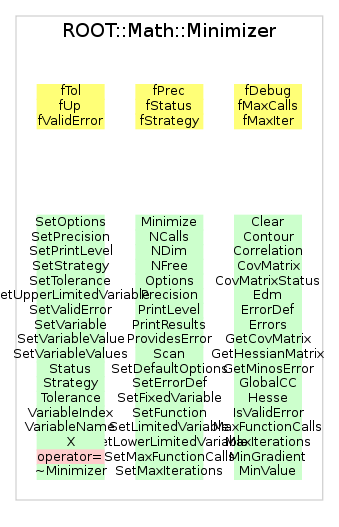 ROOT::Math::Minimizer
fTol
fUp
fValidError
fPrec
fStatus
fStrategy
fDebug
fMaxCalls
fMaxIter
SetOptions
SetPrecision
SetPrintLevel
SetStrategy
SetTolerance
etUpperLimitedVariable
SetValidError
SetVariable
SetVariableValue
SetVariableValues
Status
Strategy
Tolerance
VariableIndex
VariableName
X
operator=
~Minimizer
Minimize
NCalls
NDim
NFree
Options
Precision
PrintLevel
PrintResults
ProvidesError
Scan
SetDefaultOptions
SetErrorDef
SetFixedVariable
SetFunction
SetLimitedVariable
etLowerLimitedVariable
SetMaxFunctionCalls
SetMaxIterations
Clear
Contour
Correlation
CovMatrix
CovMatrixStatus
Edm
ErrorDef
Errors
GetCovMatrix
GetHessianMatrix
GetMinosError
GlobalCC
Hesse
IsValidError
MaxFunctionCalls
MaxIterations
MinGradient
MinValue